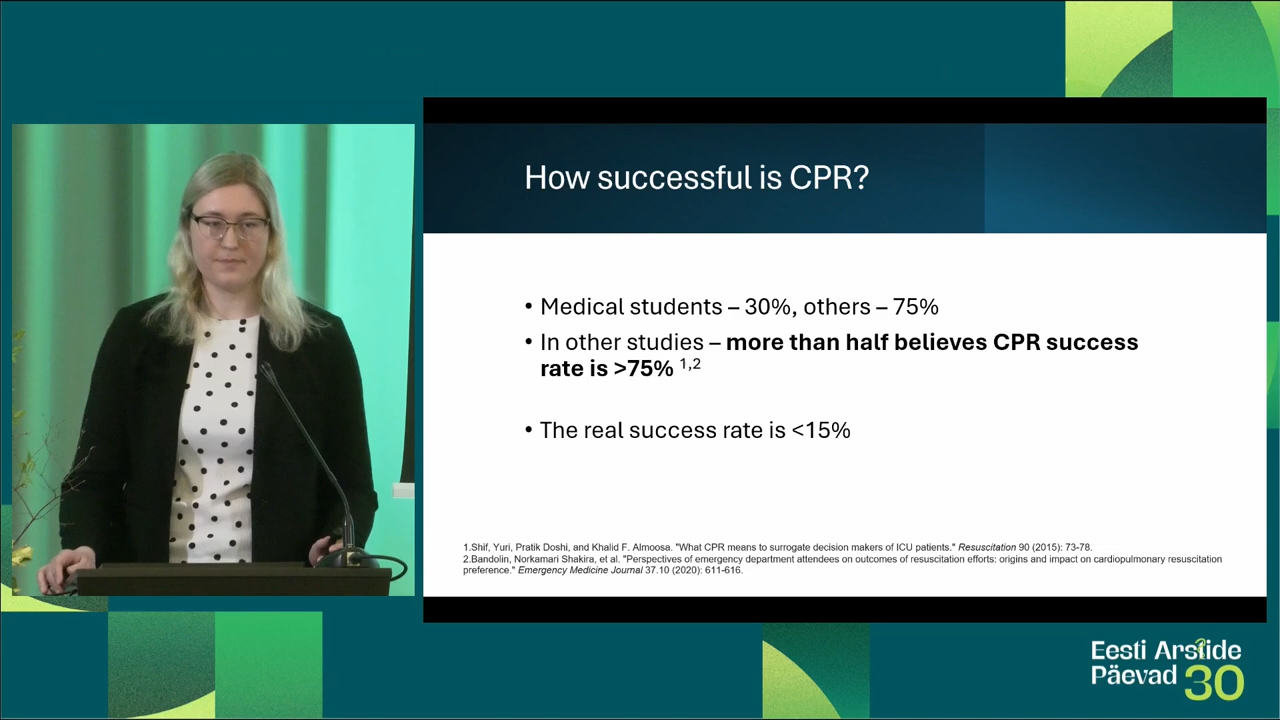 How successful is CPR?
• Medical students – 30%, others – 75%
• In other studies – more than half believes CPR success
rate is >75% 1,2
• The real success rate is <15%
1.Shif, Yuri, Pratik Doshi, and Khalid F. Almoosa. "What CPR means to surrogate decision makers of ICU patients." Resuscitation 90 (2015): 73-78.
2.Bandolin, Norkamari Shakira, et al. "Perspectives of emergency department attendees on outcomes of resuscitation efforts: origins and impact on cardiopulmonary resuscitation
preference." Emergency Medicine Journal 37.10 (2020): 611-616.
Eesti Arstide
Päevad 30